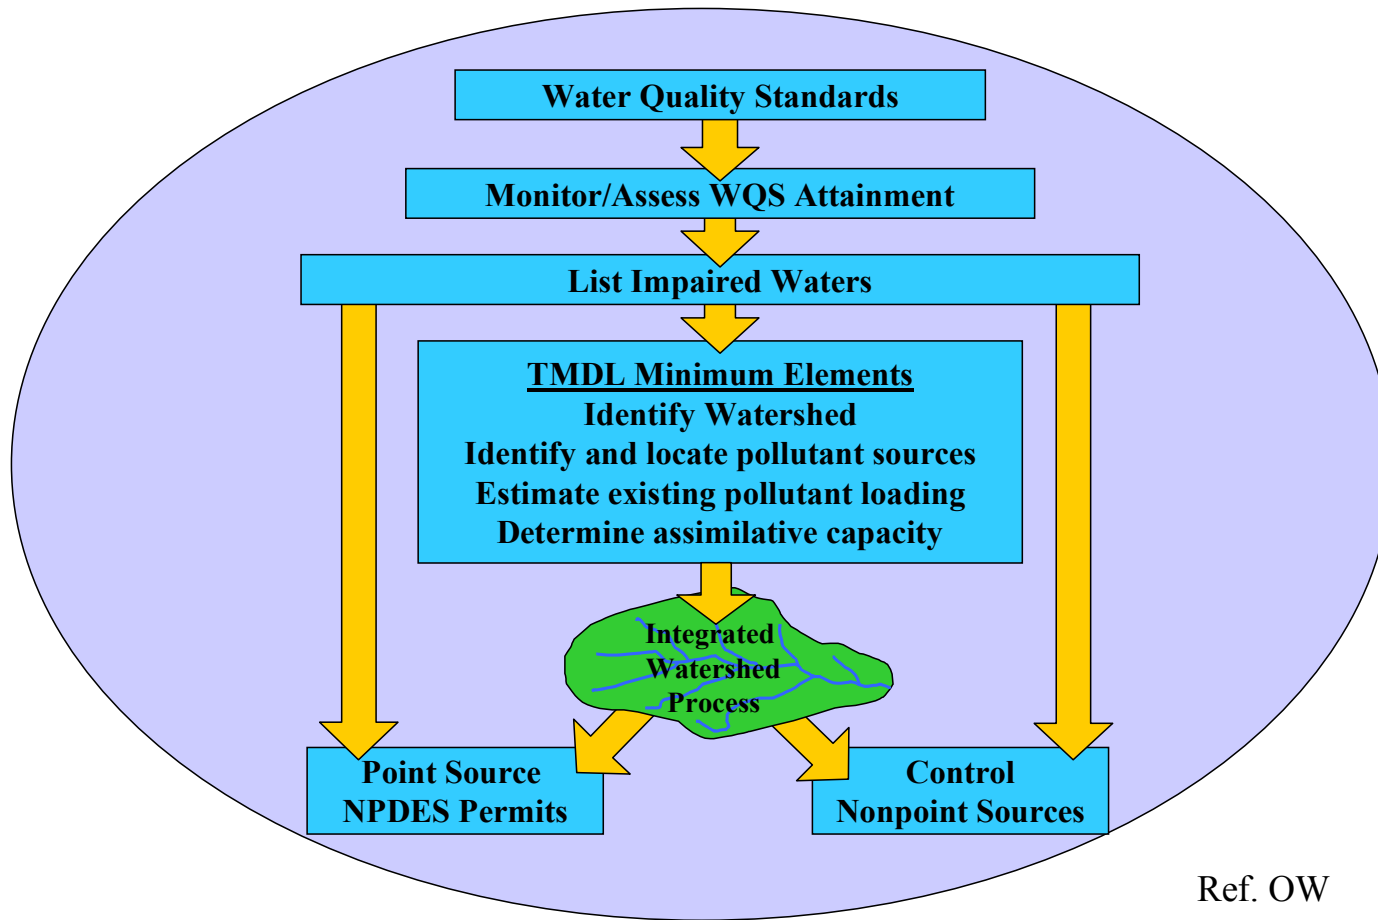 Water Quality Standards
Monitor/Assess WQS Attainment
List Impaired Waters
TMDL Minimum Elements
Identify Watershed
Identify and locate pollutant sources
Estimate existing pollutant loading
Determine assimilative capacity
Integrated
Watershed
Process
Point Source
NPDES Permits
Control
Nonpoint Sources
Ref. OW